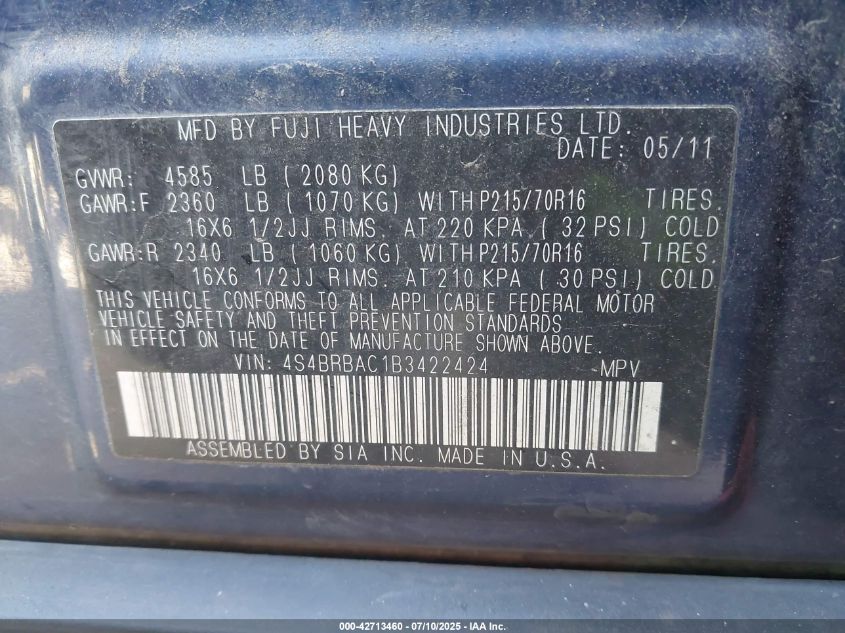 MFD BY FUJI HEAVY INDUSTRIES LTD.
DATE: 05/11
GVWR: 4585 LB (2080 KG)
GAWR:F 2360 LB (1070 KG) WITH P215/70R16 TIRES.
16X6 1/2JJ RIMS. AT 220 KPA (32 PSI) COLD
GAWR:R 2340 LB (1060 KG) WITH P215/70R16 TIRES.
16X6 1/2JJ RIMS. AT 210 KPA (30 PSI) COLD
THIS VEHICLE CONFORMS TO ALL APPLICABLE FEDERAL MOTOR
VEHICLE SAFETY AND THEFT PREVENTION STANDARDS
IN EFFECT ON THE DATE OF MANUFACTURE SHOWN ABOVE.
VIN: 4S4BRBAC1B3422424 MPV
ASSEMBLED BY SIA INC. MADE IN U.S.A.
000-42713460 - 07/10/2025 - IAA Inc.